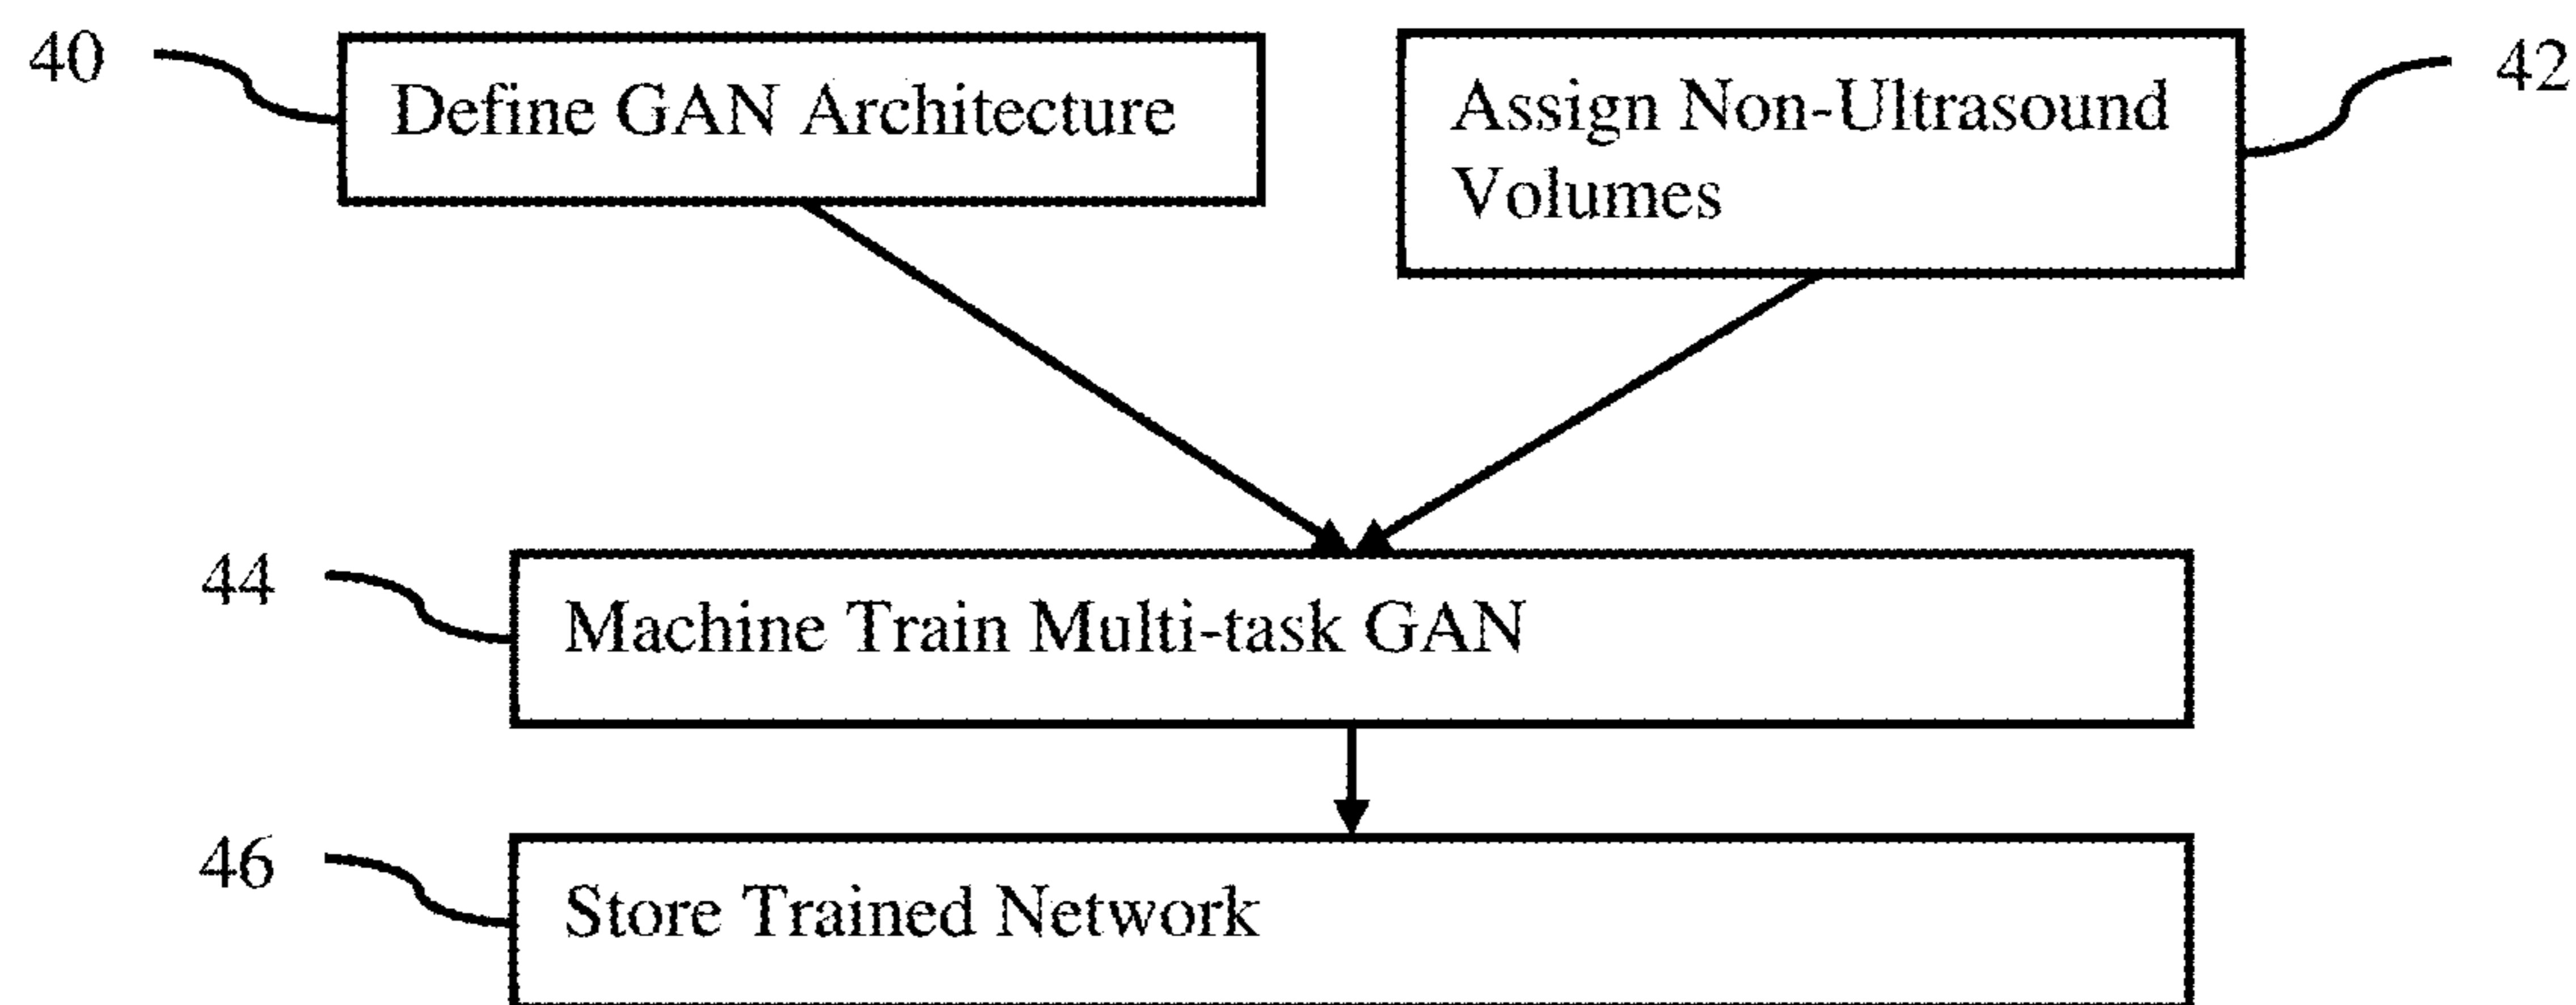 40
Define GAN Architecture
Assign Non-Ultrasound
Volumes
42
44
Machine Train Multi-task GAN
46
Store Trained Network